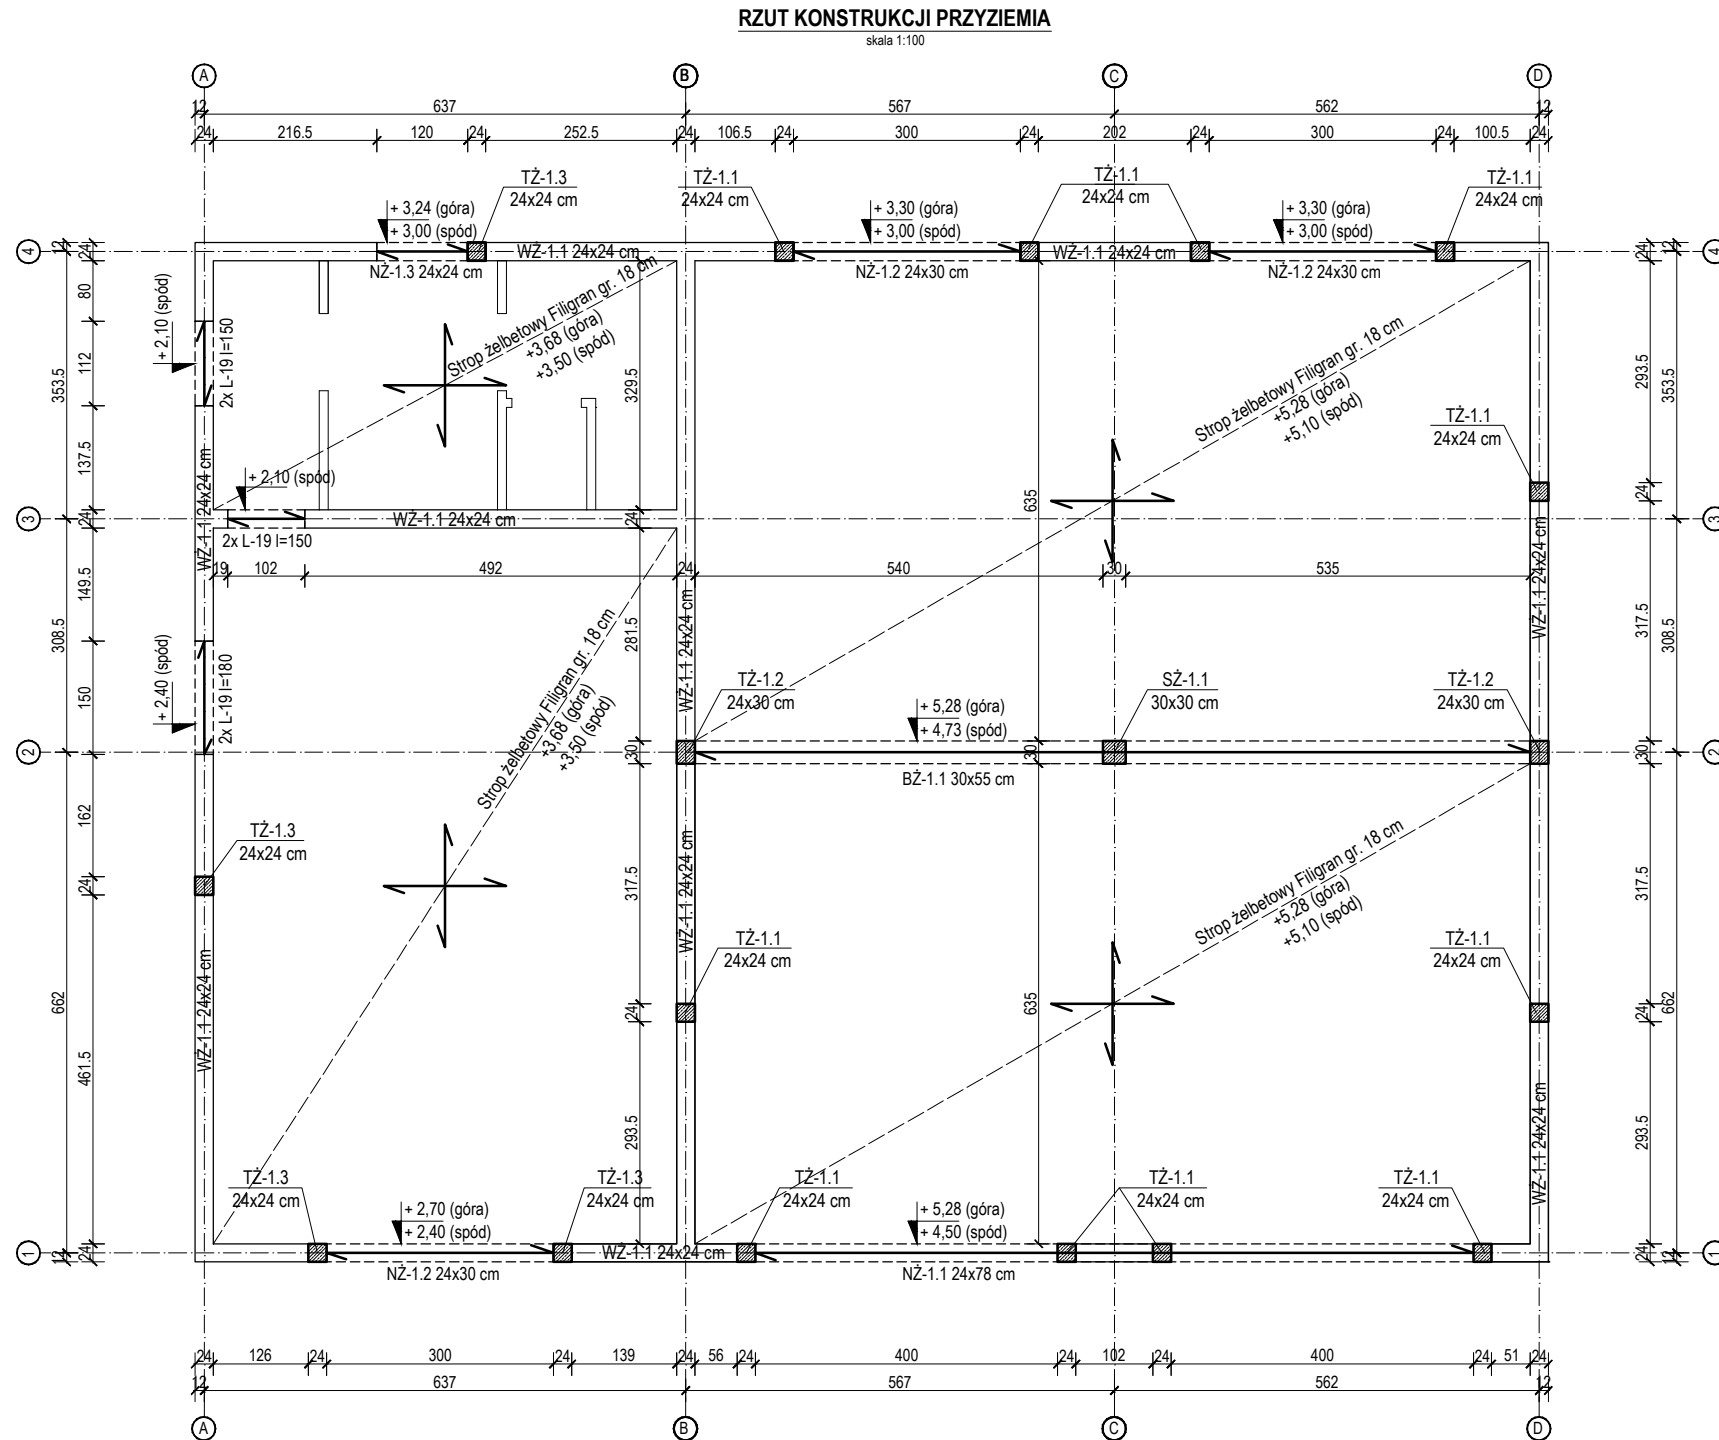 RZUT KONSTRUKCJI PRZYZIEMIA
skala 1:100
A
B
C
D
12
637
567
562
12
24
216.5
120
24
252.5
24
106.5
24
300
24
202
24
300
24
100.5
24
TŻ-1.3
24x24 cm
TŻ-1.1
24x24 cm
TŻ-1.1
24x24 cm
TŻ-1.1
24x24 cm
+ 3,24 (góra)
+ 3,00 (spód)
+ 3,30 (góra)
+ 3,00 (spód)
+ 3,30 (góra)
+ 3,00 (spód)
4
12
24
WŻ-1.1 24x24 cm
WŻ-1.1 24x24 cm
24
12
4
NŻ-1.3 24x24 cm
NŻ-1.2 24x30 cm
NŻ-1.2 24x30 cm
80
+ 2,10 (spód)
112
2x L-19 l=150
353.5
137.5
Strop żelbetowy Filigran gr. 18 cm
+3,68 (góra)
+3,50 (spód)
329.5
Strop żelbetowy Filigran gr. 18 cm
+5,28 (góra)
+5,10 (spód)
293.5
353.5
TŻ-1.1
24x24 cm
WŻ-1.1 24x24 cm
+ 2,10 (spód)
635
24
3
24
WŻ-1.1 24x24 cm
24
3
2x L-19 l=150
19
102
492
24
540
30
535
149.5
308.5
150
+ 2,40 (spód)
2x L-19 l=180
281.5
WŻ-1.1 24x24 cm
WŻ-1.1 24x24 cm
317.5
308.5
Strop żelbetowy Filigran gr. 18 cm
+3,68 (góra)
+3,50 (spód)
TŻ-1.2
24x30 cm
SŻ-1.1
30x30 cm
TŻ-1.2
24x30 cm
+ 5,28 (góra)
+ 4,73 (spód)
2
30
30
30
2
BŻ-1.1 30x55 cm
162
TŻ-1.3
24x24 cm
24
317.5
WŻ-1.1 24x24 cm
Strop żelbetowy Filigran gr. 18 cm
+5,28 (góra)
+5,10 (spód)
317.5
TŻ-1.1
24x24 cm
TŻ-1.1
24x24 cm
WŻ-1.1 24x24 cm
662
461.5
24
635
24
662
293.5
293.5
WŻ-1.1 24x24 cm
TŻ-1.3
24x24 cm
TŻ-1.3
24x24 cm
TŻ-1.1
24x24 cm
TŻ-1.1
24x24 cm
TŻ-1.1
24x24 cm
+ 2,70 (góra)
+ 2,40 (spód)
+ 5,28 (góra)
+ 4,50 (spód)
1
12
24
WŻ-1.1 24x24 cm
24
12
1
NŻ-1.2 24x30 cm
NŻ-1.1 24x78 cm
24
126
24
300
24
139
24
56
24
400
24
102
24
400
24
51
24
12
637
567
562
12
A
B
C
D